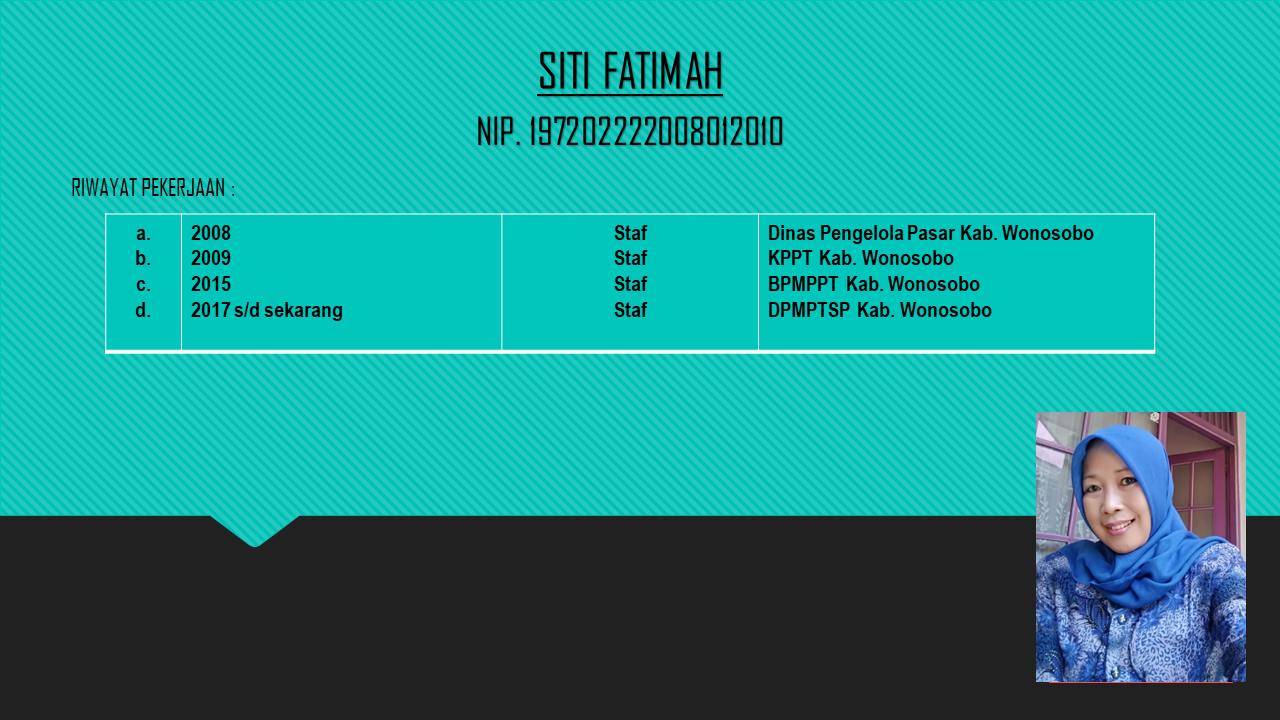 SITI FATIMAH
NIP. 197202222008012010
RIWAYAT PEKERJAAN :
a. 2008 Staf Dinas Pengelola Pasar Kab. Wonosobo
b. 2009 Staf KPPT Kab. Wonosobo
c. 2015 Staf BPMPPT Kab. Wonosobo
d. 2017 s/d sekarang Staf DPMPTSP Kab. Wonosobo